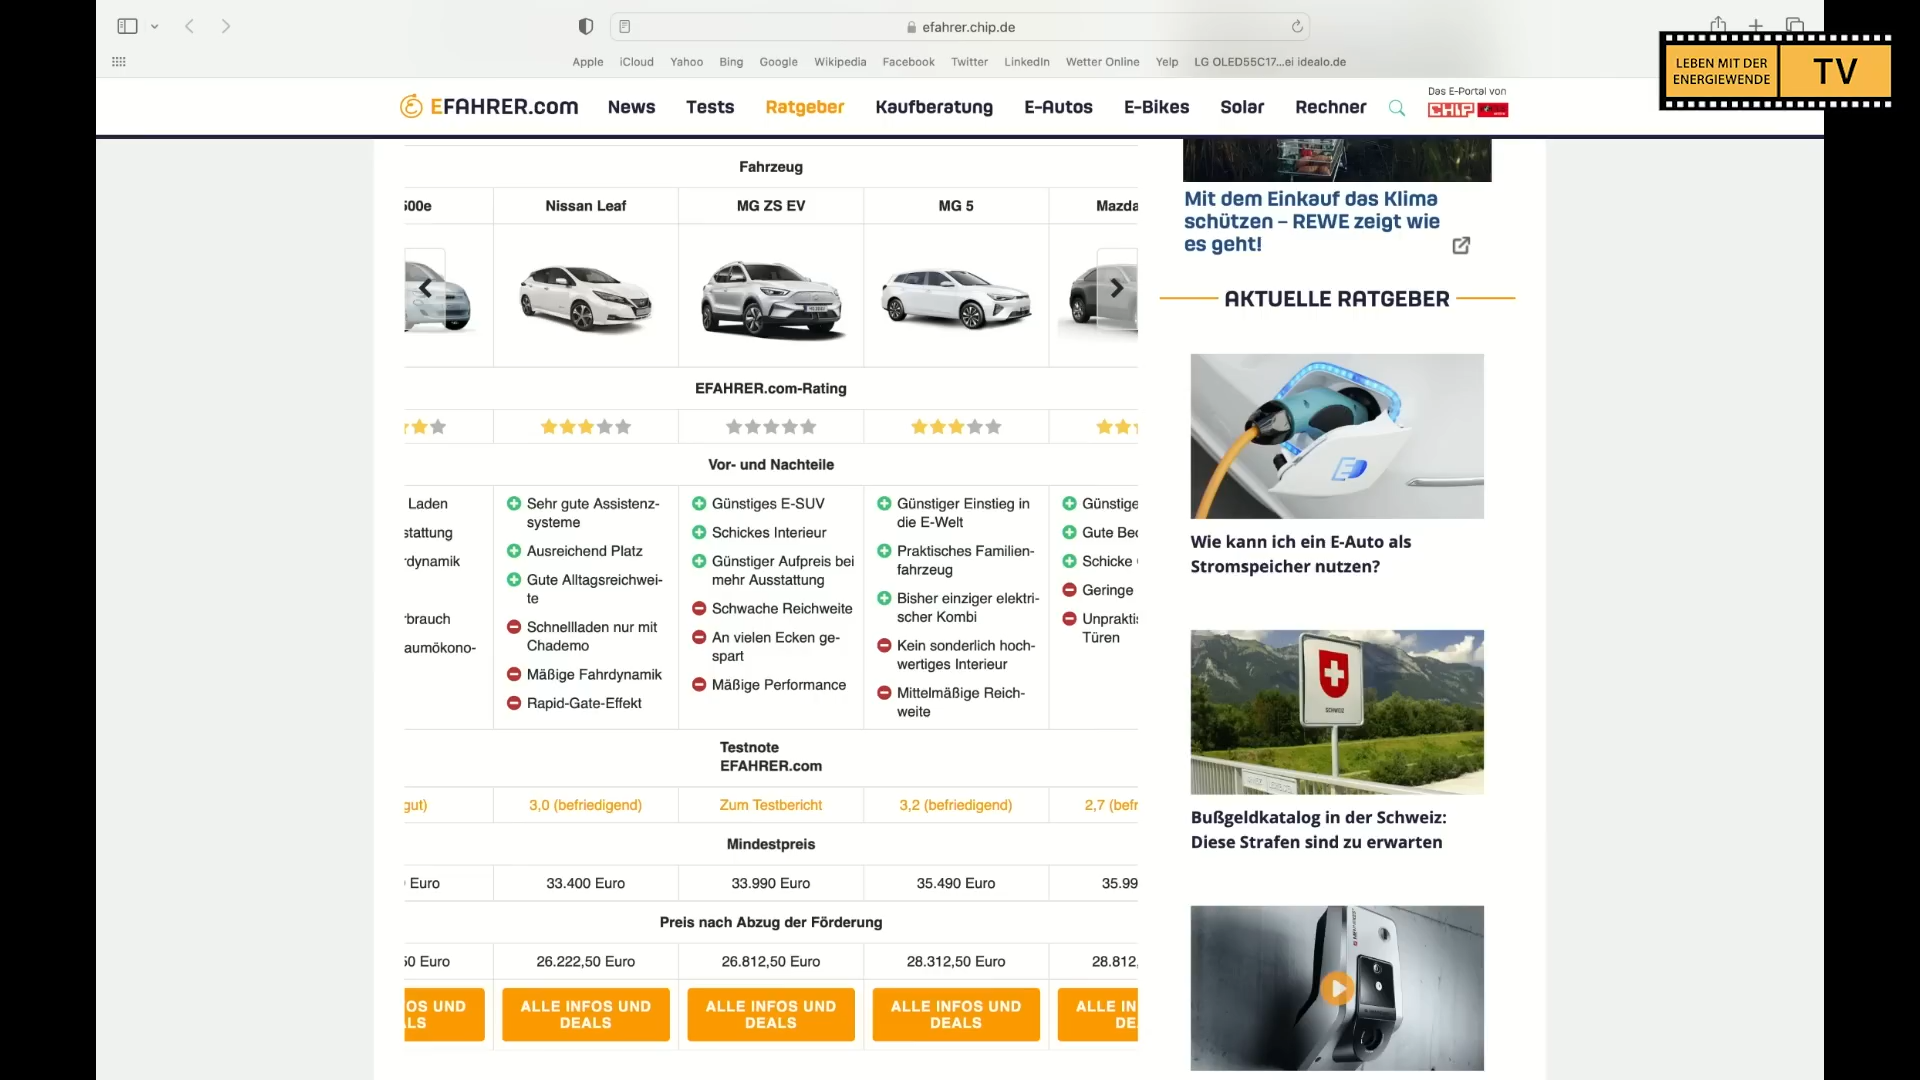 efahrer.chip.de
Apple iCloud Yahoo Bing Google Wikipedia Facebook Twitter LinkedIn Wetter Online Yelp LG OLED55C17...ei idealo.de
LEBEN MIT DER
ENERGIEWENDE
TV
EFAHRER.com News Tests Ratgeber Kaufberatung E-Autos E-Bikes Solar Rechner
Das E-Portal von
CHIP
Fahrzeug
500e Nissan Leaf MG ZS EV MG 5 Mazda
EFAHRER.com-Rating
Vor- und Nachteile
Laden
stattung
rdynamik
rbrauch
aumökono-
Sehr gute Assistenz-
systeme
Ausreichend Platz
Gute Alltagsreichwei-
te
Schnellladen nur mit
Chademo
Mäßige Fahrdynamik
Rapid-Gate-Effekt
Günstiges E-SUV
Schickes Interieur
Günstiger Aufpreis bei
mehr Ausstattung
Schwache Reichweite
An vielen Ecken ge-
spart
Mäßige Performance
Günstiger Einstieg in
die E-Welt
Praktisches Familien-
fahrzeug
Bisher einziger elektri-
scher Kombi
Kein sonderlich hoch-
wertiges Interieur
Mittelmäßige Reich-
weite
Günstige
Gute Bec
Schicke
Geringe
Unprakti
Türen
Testnote
EFAHRER.com
gut) 3,0 (befriedigend) Zum Testbericht 3,2 (befriedigend) 2,7 (befr
Mindestpreis
Euro 33.400 Euro 33.990 Euro 35.490 Euro 35.99
Preis nach Abzug der Förderung
50 Euro 26.222,50 Euro 26.812,50 Euro 28.312,50 Euro 28.812,
OS UND
LS
ALLE INFOS UND
DEALS
ALLE INFOS UND
DEALS
ALLE INFOS UND
DEALS
ALLE IN
DE
Mit dem Einkauf das Klima
schützen – REWE zeigt wie
es geht!
AKTUELLE RATGEBER
Wie kann ich ein E-Auto als
Stromspeicher nutzen?
SCHWEIZ
Bußgeldkatalog in der Schweiz:
Diese Strafen sind zu erwarten